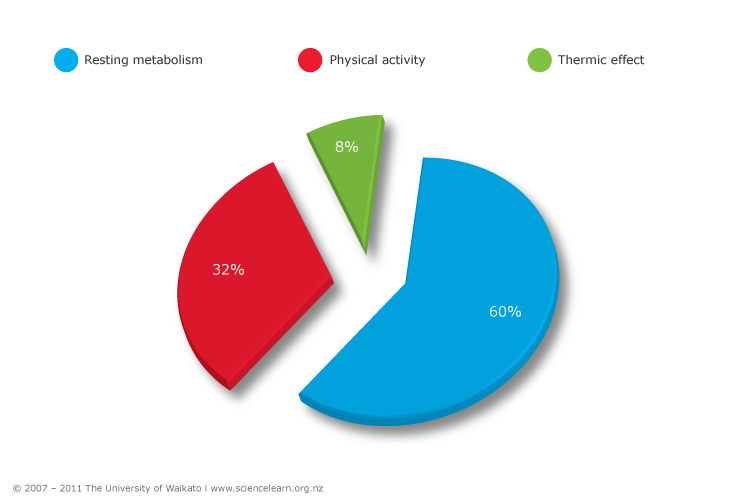 Resting metabolism
Physical activity
Thermic effect
8%
32%
60%
© 2007 – 2011 The University of Waikato I www.sciencelearn.org.nz